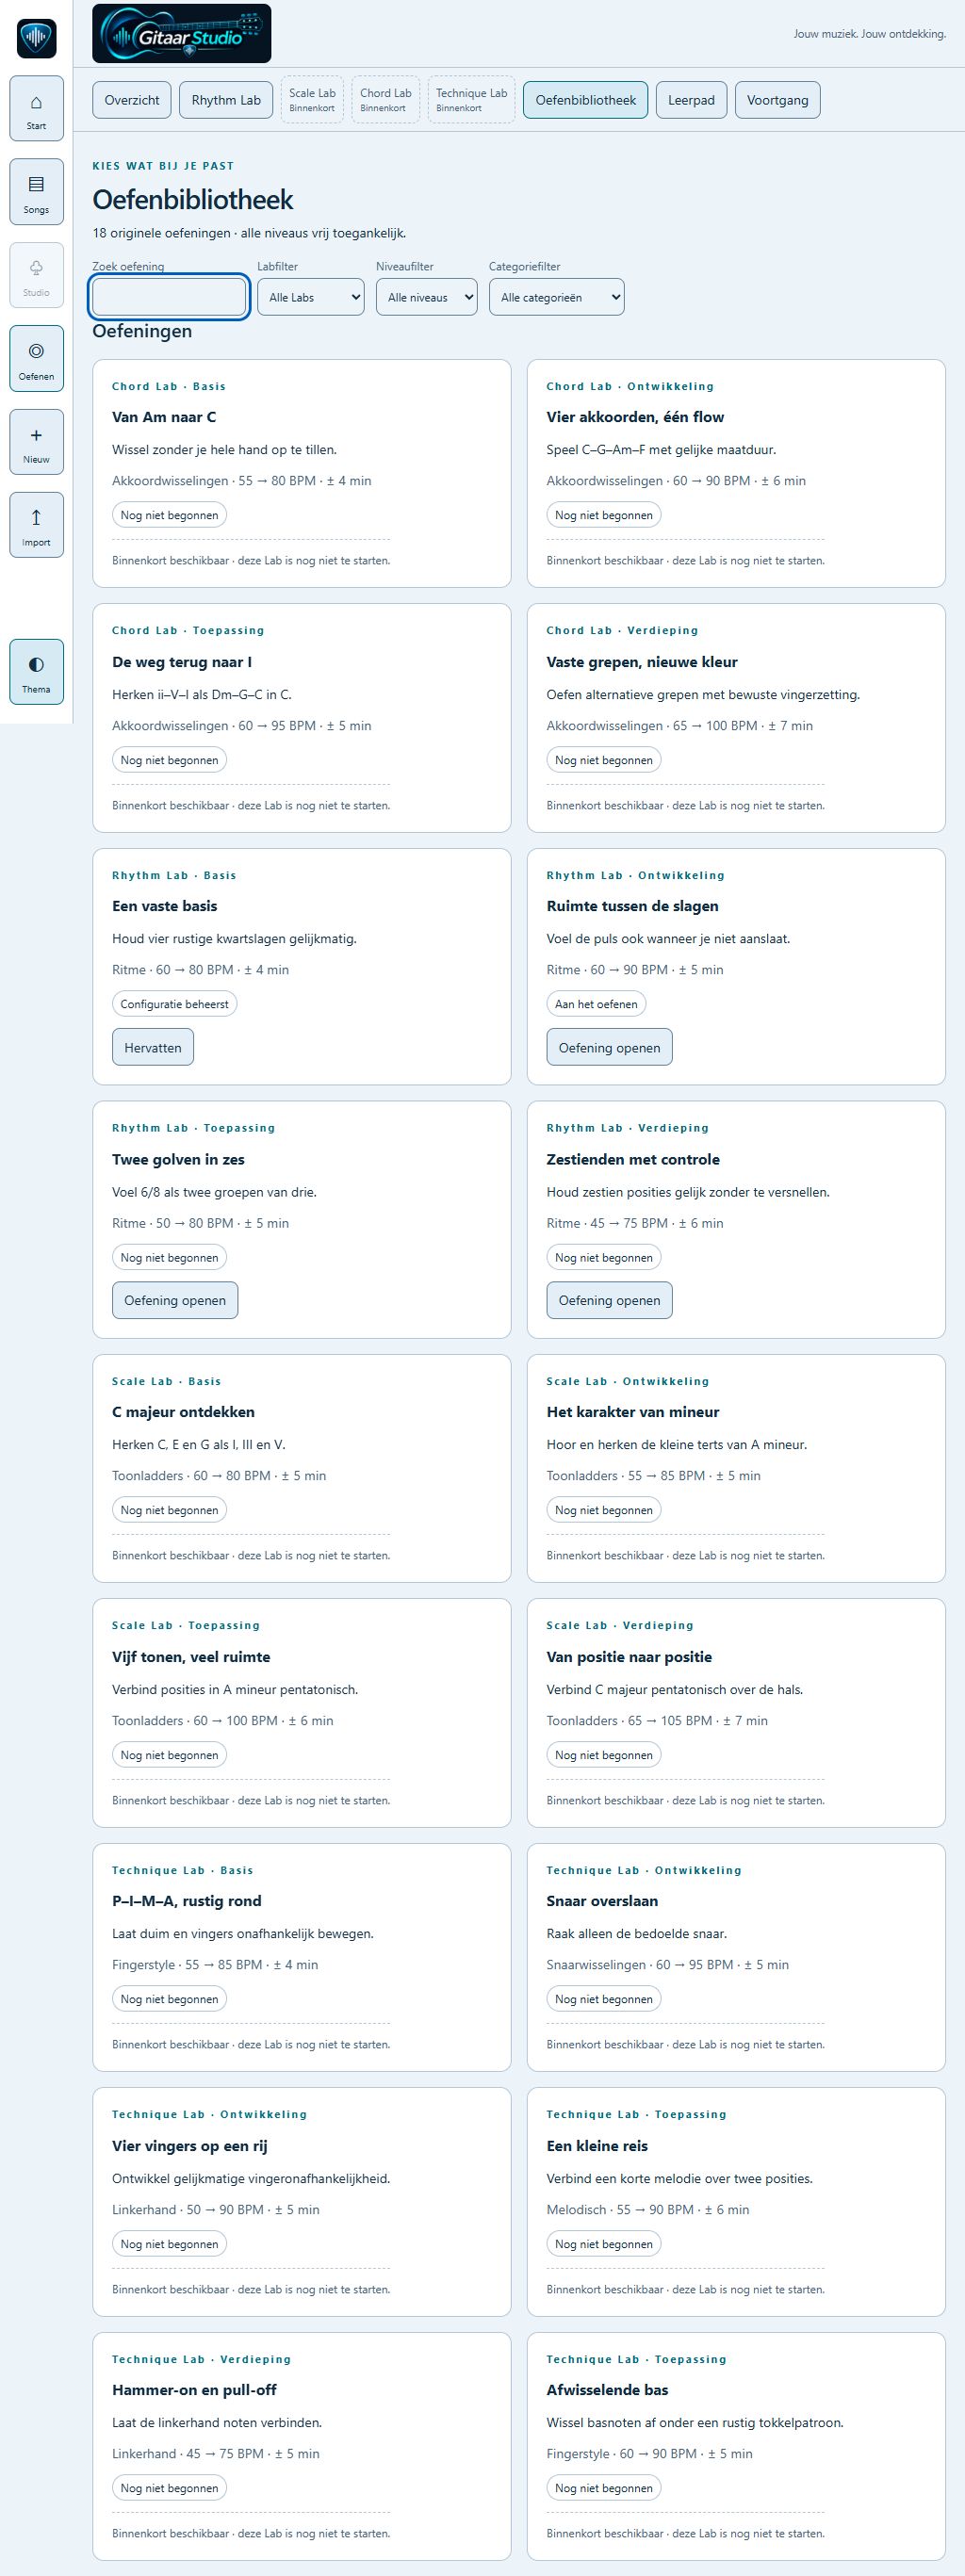 Gitaar Studio
Jouw muziek. Jouw ontdekking.
Start
Songs
Studio
Oefenen
Nieuw
Import
Thema
Overzicht
Rhythm Lab
Scale Lab
Binnenkort
Chord Lab
Binnenkort
Technique Lab
Binnenkort
Oefenbibliotheek
Leerpad
Voortgang
KIES WAT BIJ JE PAST
Oefenbibliotheek
18 originele oefeningen · alle niveaus vrij toegankelijk.
Zoek oefening
Labfilter
Niveaufilter
Categoriefilter
Alle Labs
Alle niveaus
Alle categorieën
Oefeningen
Chord Lab · Basis
Van Am naar C
Wissel zonder je hele hand op te tillen.
Akkoordwisselingen · 55 → 80 BPM · ± 4 min
Nog niet begonnen
Binnenkort beschikbaar · deze Lab is nog niet te starten.
Chord Lab · Ontwikkeling
Vier akkoorden, één flow
Speel C–G–Am–F met gelijke maatduur.
Akkoordwisselingen · 60 → 90 BPM · ± 6 min
Nog niet begonnen
Binnenkort beschikbaar · deze Lab is nog niet te starten.
Chord Lab · Toepassing
De weg terug naar I
Herken ii–V–I als Dm–G–C in C.
Akkoordwisselingen · 60 → 95 BPM · ± 5 min
Nog niet begonnen
Binnenkort beschikbaar · deze Lab is nog niet te starten.
Chord Lab · Verdieping
Vaste grepen, nieuwe kleur
Oefen alternatieve grepen met bewuste vingerzetting.
Akkoordwisselingen · 65 → 100 BPM · ± 7 min
Nog niet begonnen
Binnenkort beschikbaar · deze Lab is nog niet te starten.
Rhythm Lab · Basis
Een vaste basis
Houd vier rustige kwartslagen gelijkmatig.
Ritme · 60 → 80 BPM · ± 4 min
Configuratie beheerst
Hervatten
Rhythm Lab · Ontwikkeling
Ruimte tussen de slagen
Voel de puls ook wanneer je niet aanslaat.
Ritme · 60 → 90 BPM · ± 5 min
Aan het oefenen
Oefening openen
Rhythm Lab · Toepassing
Twee golven in zes
Voel 6/8 als twee groepen van drie.
Ritme · 50 → 80 BPM · ± 5 min
Nog niet begonnen
Oefening openen
Rhythm Lab · Verdieping
Zestienden met controle
Houd zestien posities gelijk zonder te versnellen.
Ritme · 45 → 75 BPM · ± 6 min
Nog niet begonnen
Oefening openen
Scale Lab · Basis
C majeur ontdekken
Herken C, E en G als I, III en V.
Toonladders · 60 → 80 BPM · ± 5 min
Nog niet begonnen
Binnenkort beschikbaar · deze Lab is nog niet te starten.
Scale Lab · Ontwikkeling
Het karakter van mineur
Hoor en herken de kleine terts van A mineur.
Toonladders · 55 → 85 BPM · ± 5 min
Nog niet begonnen
Binnenkort beschikbaar · deze Lab is nog niet te starten.
Scale Lab · Toepassing
Vijf tonen, veel ruimte
Verbind posities in A mineur pentatonisch.
Toonladders · 60 → 100 BPM · ± 6 min
Nog niet begonnen
Binnenkort beschikbaar · deze Lab is nog niet te starten.
Scale Lab · Verdieping
Van positie naar positie
Verbind C majeur pentatonisch over de hals.
Toonladders · 65 → 105 BPM · ± 7 min
Nog niet begonnen
Binnenkort beschikbaar · deze Lab is nog niet te starten.
Technique Lab · Basis
P–I–M–A, rustig rond
Laat duim en vingers onafhankelijk bewegen.
Fingerstyle · 55 → 85 BPM · ± 4 min
Nog niet begonnen
Binnenkort beschikbaar · deze Lab is nog niet te starten.
Technique Lab · Ontwikkeling
Snaar overslaan
Raak alleen de bedoelde snaar.
Snaarwisselingen · 60 → 95 BPM · ± 5 min
Nog niet begonnen
Binnenkort beschikbaar · deze Lab is nog niet te starten.
Technique Lab · Ontwikkeling
Vier vingers op een rij
Ontwikkel gelijkmatige vingeronafhankelijkheid.
Linkerhand · 50 → 90 BPM · ± 5 min
Nog niet begonnen
Binnenkort beschikbaar · deze Lab is nog niet te starten.
Technique Lab · Toepassing
Een kleine reis
Verbind een korte melodie over twee posities.
Melodisch · 55 → 90 BPM · ± 6 min
Nog niet begonnen
Binnenkort beschikbaar · deze Lab is nog niet te starten.
Technique Lab · Verdieping
Hammer-on en pull-off
Laat de linkerhand noten verbinden.
Linkerhand · 45 → 75 BPM · ± 5 min
Nog niet begonnen
Binnenkort beschikbaar · deze Lab is nog niet te starten.
Technique Lab · Toepassing
Afwisselende bas
Wissel basnoten af onder een rustig tokkelpatroon.
Fingerstyle · 60 → 90 BPM · ± 5 min
Nog niet begonnen
Binnenkort beschikbaar · deze Lab is nog niet te starten.